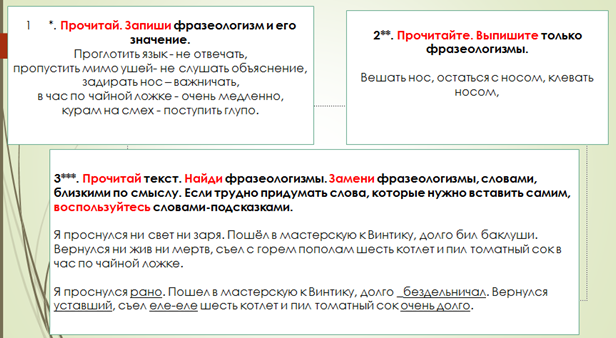 1 *. Прочитай. Запиши фразеологизм и его
значение.
Проглотить язык - не отвечать,
пропустить мимо ушей- не слушать объяснение,
задирать нос – важничать,
в час по чайной ложке - очень медленно,
курам на смех - поступить глупо.
2**. Прочитайте. Выпишите только
фразеологизмы.
Вешать нос, остаться с носом, клевать
носом,
3***. Прочитай текст. Найди фразеологизмы. Замени фразеологизмы, словами,
близкими по смыслу. Если трудно придумать слова, которые нужно вставить самим,
воспользуйтесь словами-подсказками.
Я проснулся ни свет ни заря. Пошёл в мастерскую к Винтику, долго бил баклуши.
Вернулся ни жив ни мертв, съел с горем пополам шесть котлет и пил томатный сок в
час по чайной ложке.
Я проснулся рано. Пошел в мастерскую к Винтику, долго _бездельничал. Вернулся
уставший, съел еле-еле шесть котлет и пил томатный сок очень долго.